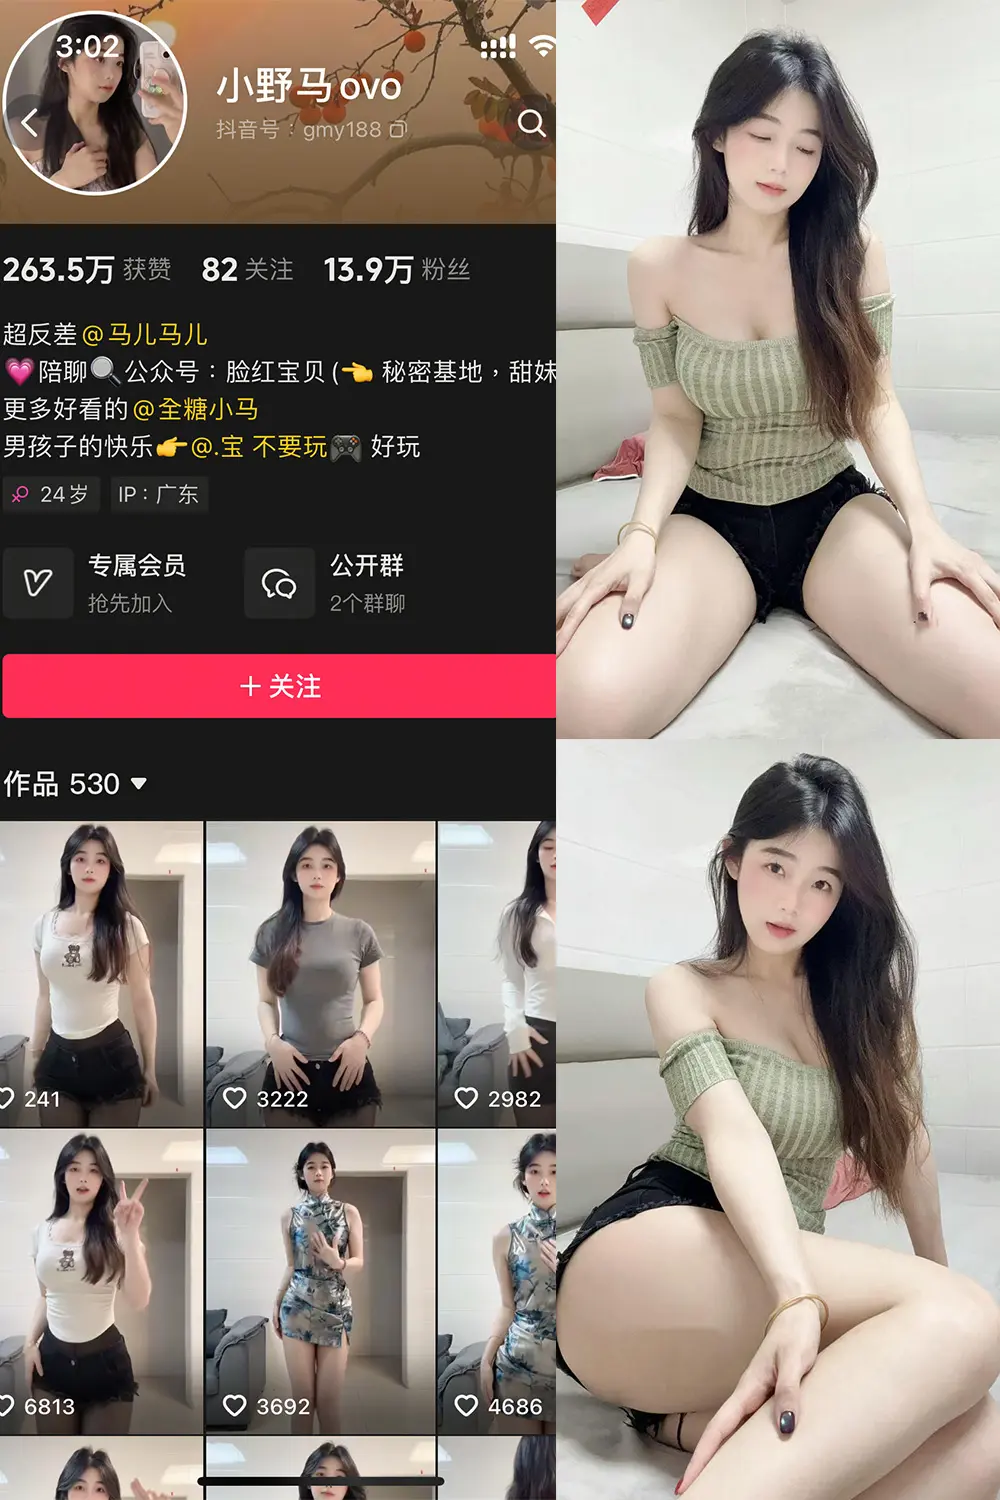 3:02
小野马ovo
抖音号：gmy188
263.5万 获赞 82 关注 13.9万 粉丝
超反差@马儿马儿
💗陪聊🔍公众号：脸红宝贝(👈 秘密基地，甜妹
更多好看的@全糖小马
男孩子的快乐👉@.宝 不要玩🎮 好玩
24岁 IP：广东
专属会员 公开群
抢先加入 2个群聊
+ 关注
作品 530
241 3222 2982
6813 3692 4686